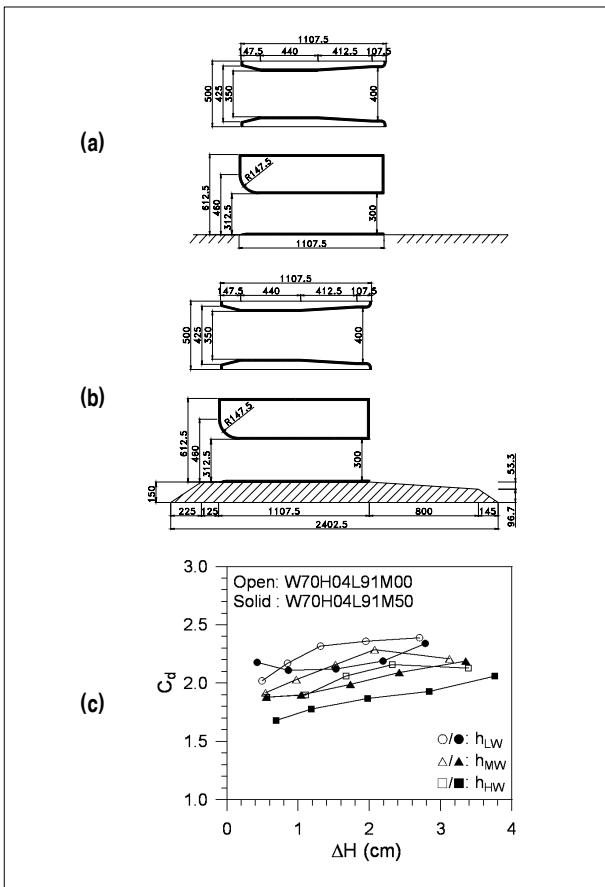 1107.5
147.5 440 412.5 107.5
500
425
350
400
(a)
R147.5
612.5
460
312.5
300
1107.5
1107.5
147.5 440 412.5 107.5
500
425
350
400
(b)
R147.5
612.5
460
312.5
300
150
53.3
96.7
225 125 1107.5 800 145
2402.5
(c)
3.0
2.5
2.0
1.5
1.0
Cd
Open: W70H04L91M00
Solid : W70H04L91M50
○/●: hLW
△/▲: hMW
□/■: hHW
0 1 2 3 4
ΔH (cm)